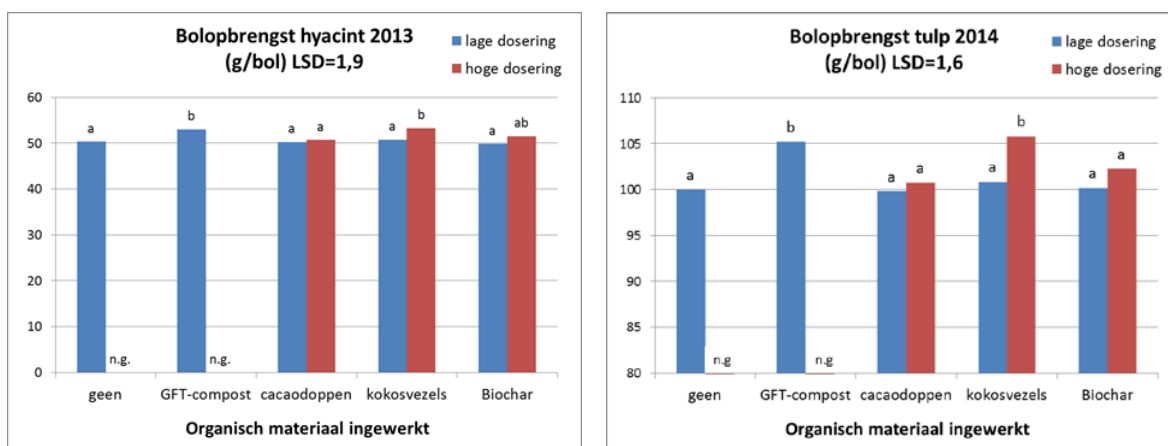 Bolopbrengst hyacint 2013
(g/bol) LSD=1,9
lage dosering
hoge dosering
60
50
40
30
20
10
0
a
b
a
a
a
b
a
ab
n.g.
n.g.
geen
GFT-compost
cacaodoppen
kokosvezels
Biochar
Organisch materiaal ingewerkt
Bolopbrengst tulp 2014
(g/bol) LSD=1,6
lage dosering
hoge dosering
110
105
100
95
90
85
80
a
b
a
a
a
b
a
a
n.g
n.g
geen
GFT-compost
cacaodoppen
kokosvezels
Biochar
Organisch materiaal ingewerkt